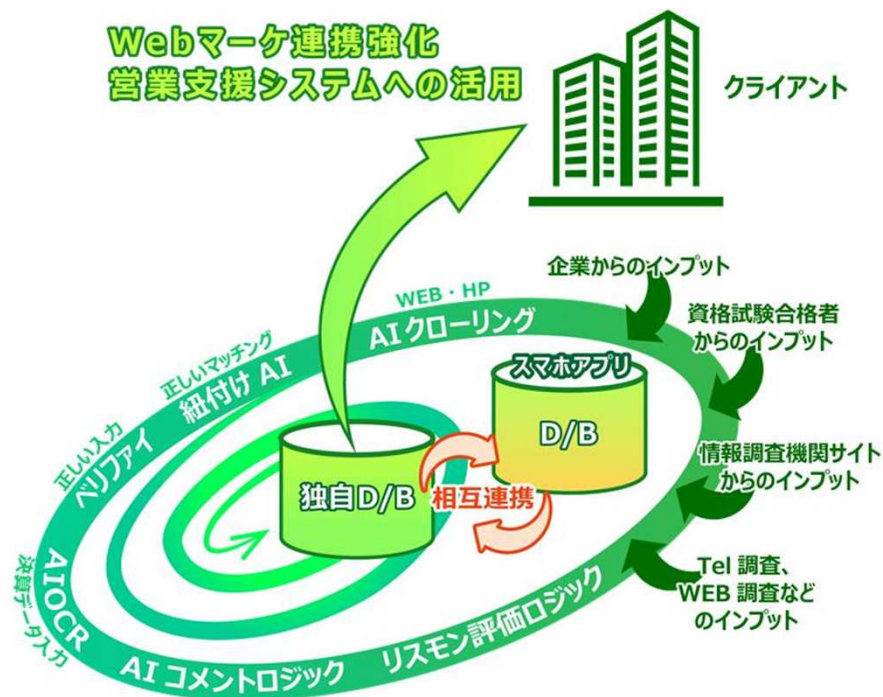 Webマーケ連携強化
営業支援システムへの活用
クライアント
企業からのインプット
WEB・HP
資格試験合格者
からのインプット
AIクローリング
正しいマッチング
紐付けAI
スマホアプリ
D/B
正しい入力
ベリファイ
独自D/B
相互連携
情報調査機関サイト
からのインプット
決算データ入力
AIOCR
Tel 調査、
WEB 調査など
のインプット
AIコメントロジック
リスモン評価ロジック